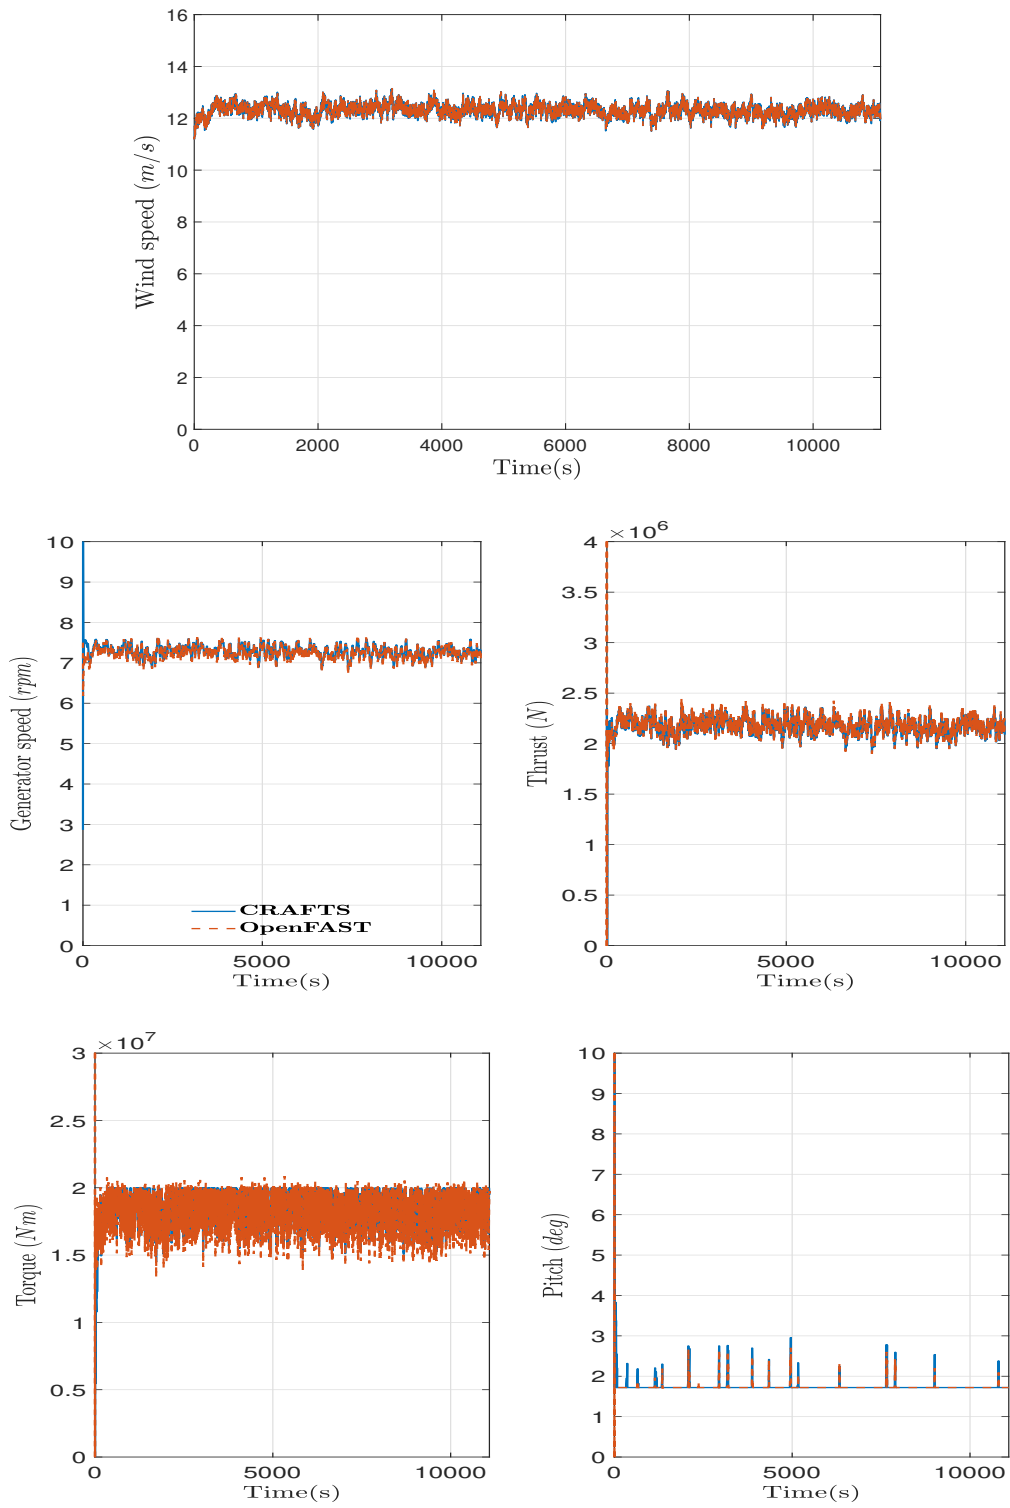 16
14
12
10
8
6
4
2
0
0 2000 4000 6000 8000 10000
Wind speed (m/s)
Time(s)
10
9
8
7
6
5
4
3
2
1
0
0 5000 10000
Generator speed (rpm)
Time(s)
CRAFTS
OpenFAST
×10^6
4
3.5
3
2.5
2
1.5
1
0.5
0
0 5000 10000
Thrust (N)
Time(s)
×10^7
3
2.5
2
1.5
1
0.5
0
0 5000 10000
Torque (Nm)
Time(s)
10
9
8
7
6
5
4
3
2
1
0
0 5000 10000
Pitch (deg)
Time(s)